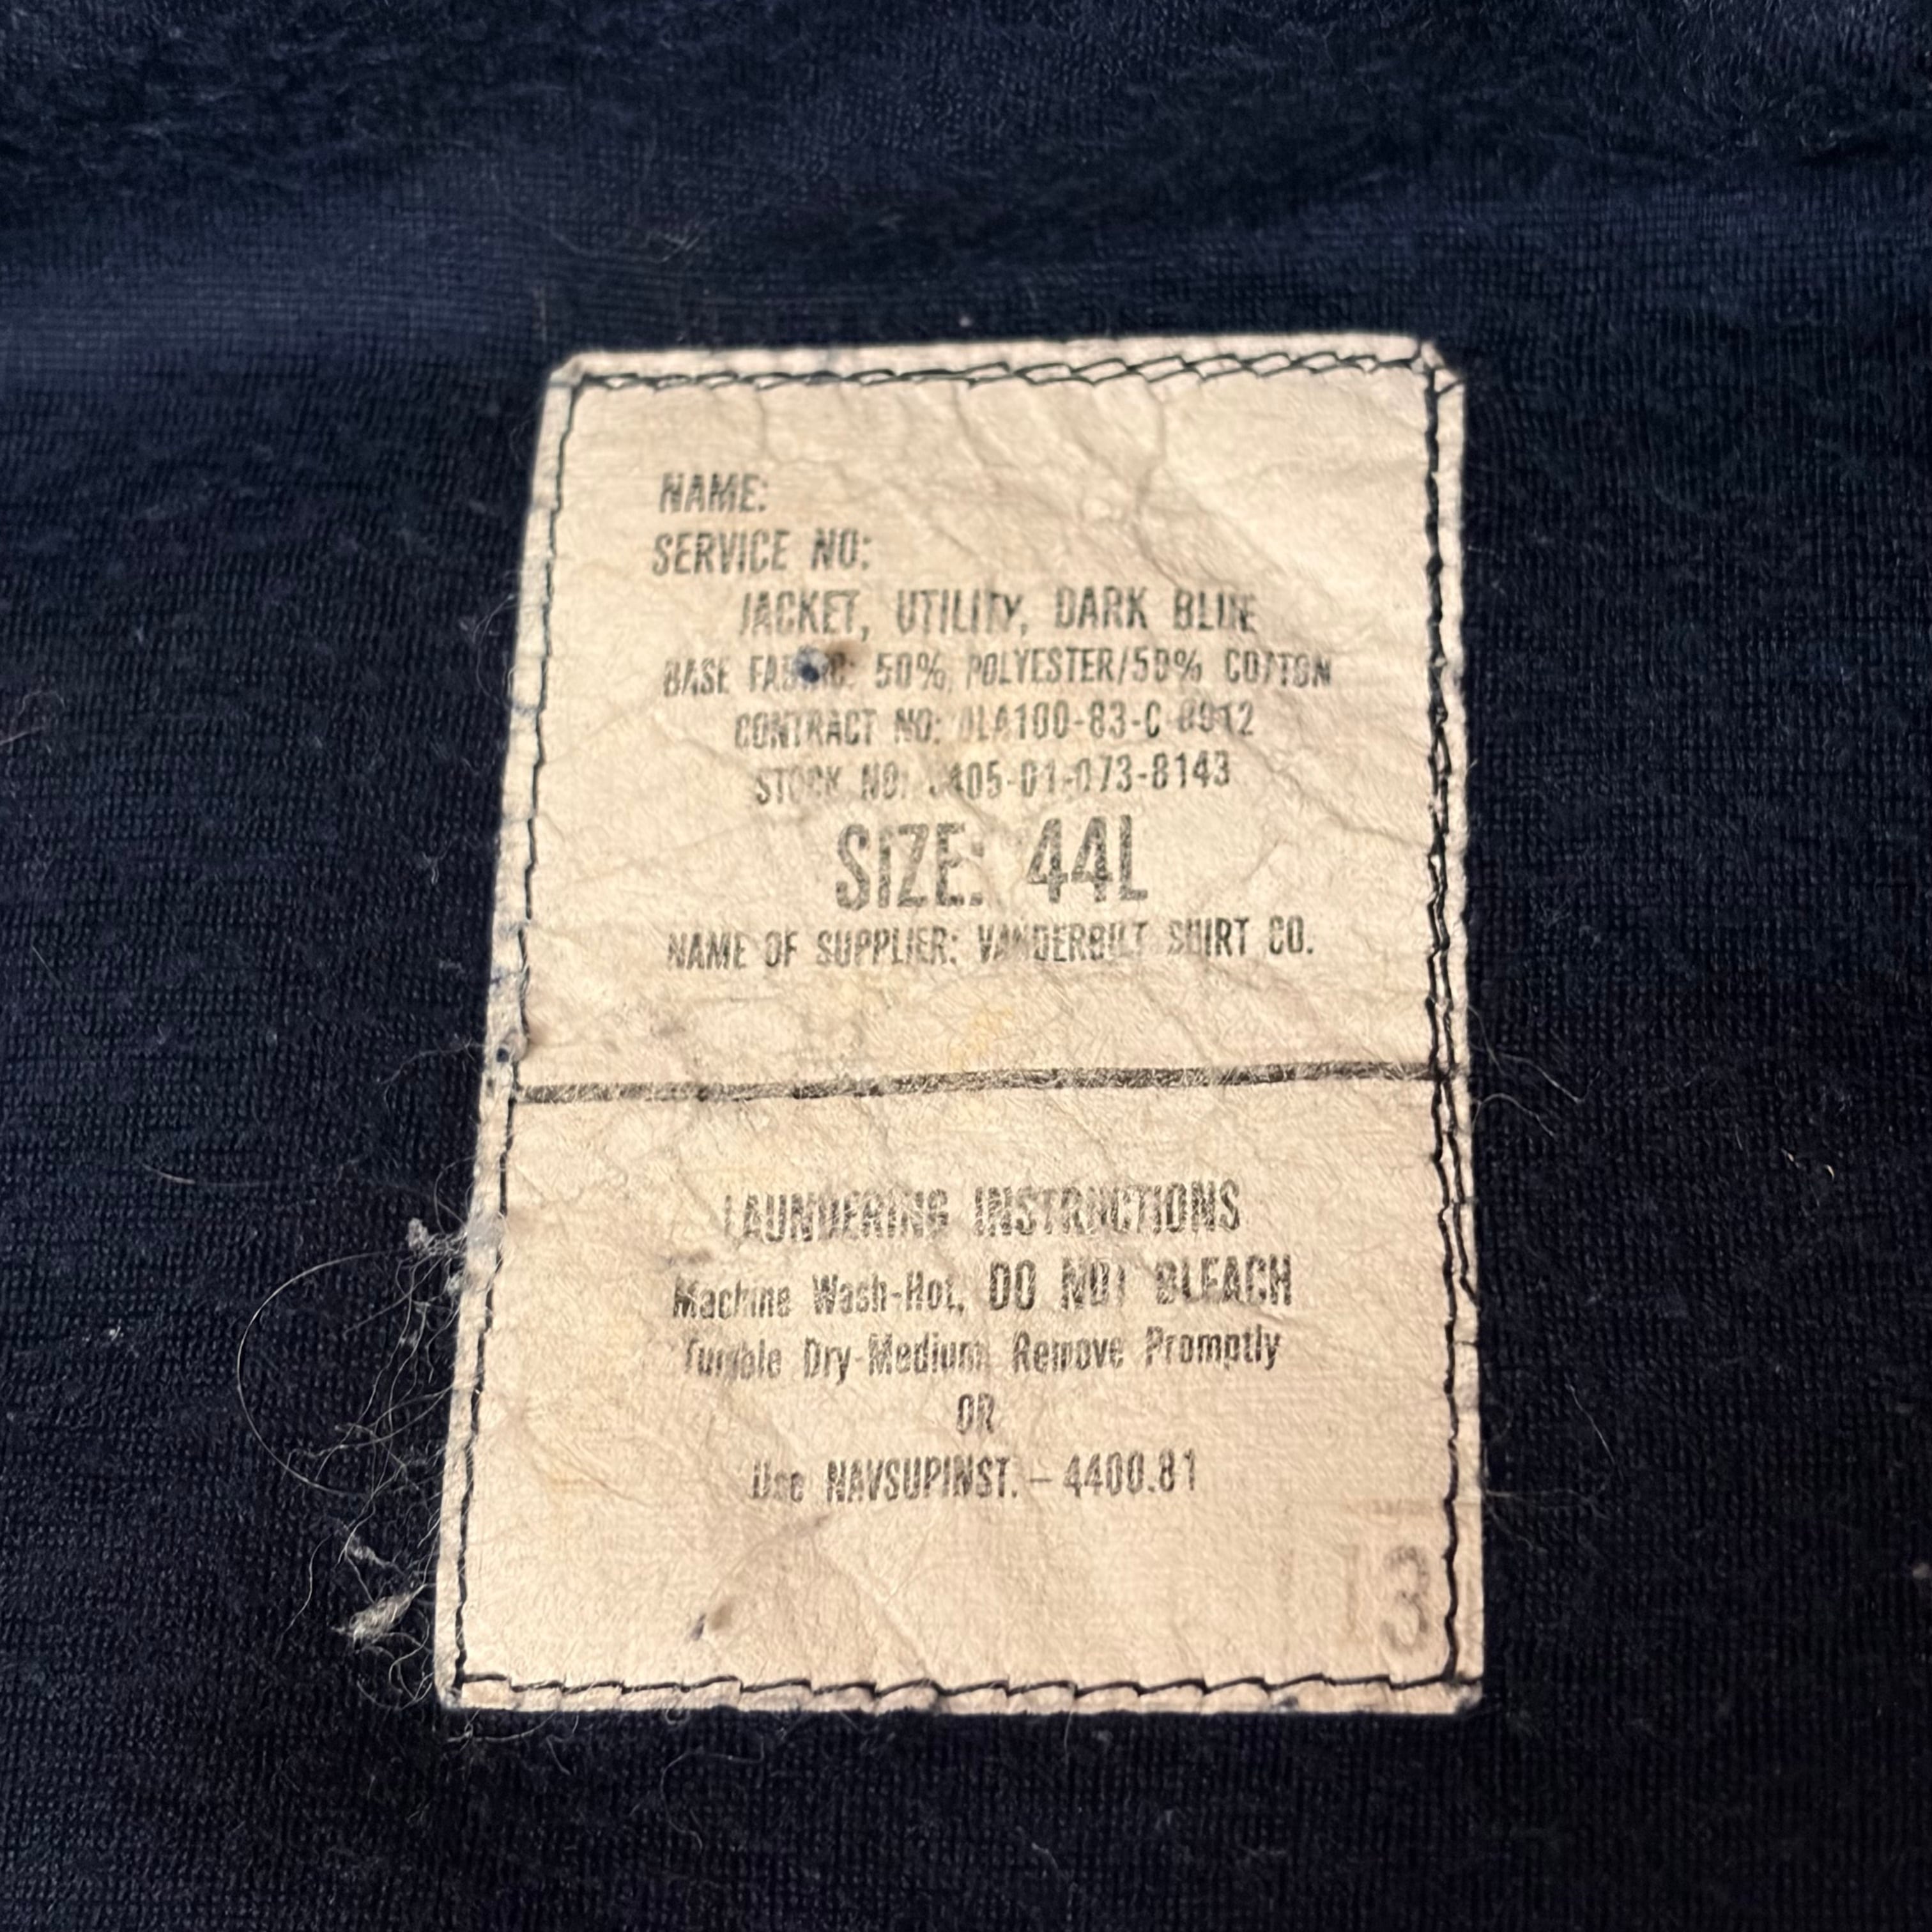 NAME:
SERVICE NO:
JACKET, UTILITY, DARK BLUE
BASE FABRIC: 50% POLYESTER/50% COTTON
CONTRACT NO: DLA100-83-C
STOCK NO: 8405-01-073-8143
SIZE: 44L
NAME OF SUPPLIER: VANDERBILT SHIRT CO.
LAUNDERING INSTRUCTIONS
Machine Wash-Hot, DO NOT BLEACH
Tumble Dry-Medium Remove Promptly
OR
Use NAVSUPINST. – 4400.81